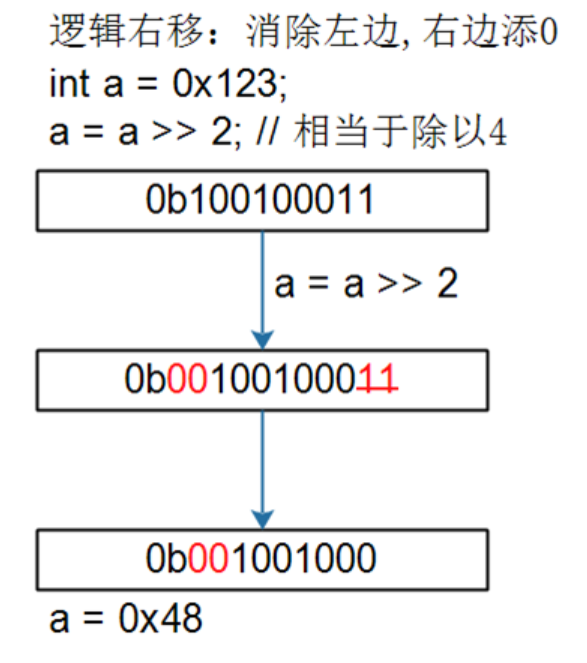 逻辑右移：消除左边,右边添0
int a = 0x123;
a = a >> 2; // 相当于除以4
0b100100011
a = a >> 2
0b00100100011
0b001001000
a = 0x48